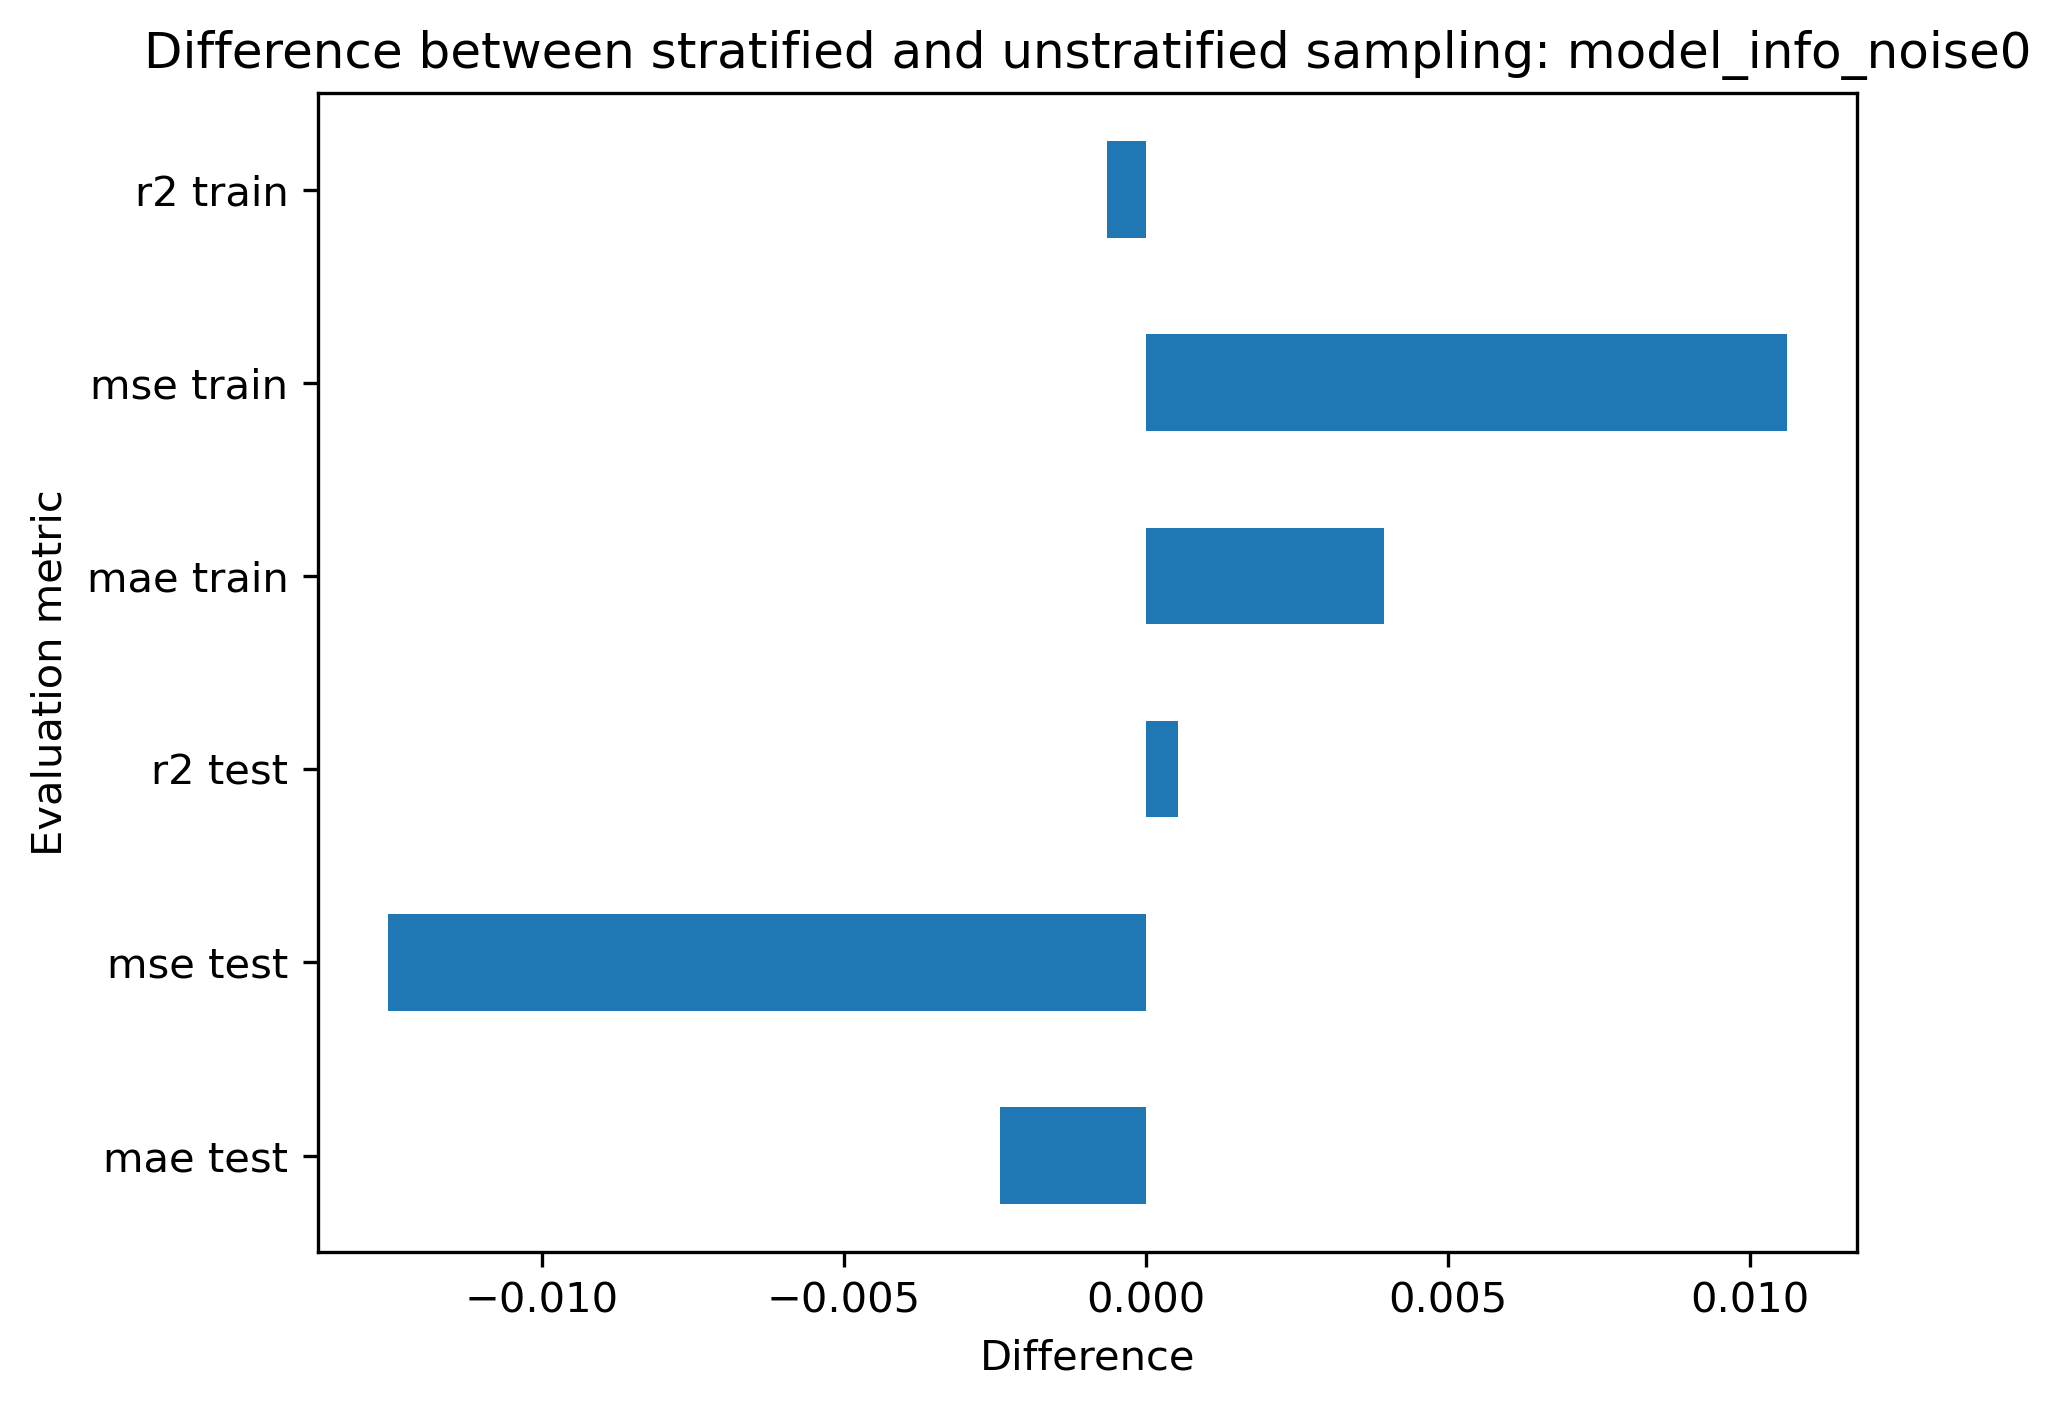 Difference between stratified and unstratified sampling: model_info_noise0
r2 train
mse train
mae train
r2 test
mse test
mae test
Evaluation metric
−0.010 −0.005 0.000 0.005 0.010
Difference